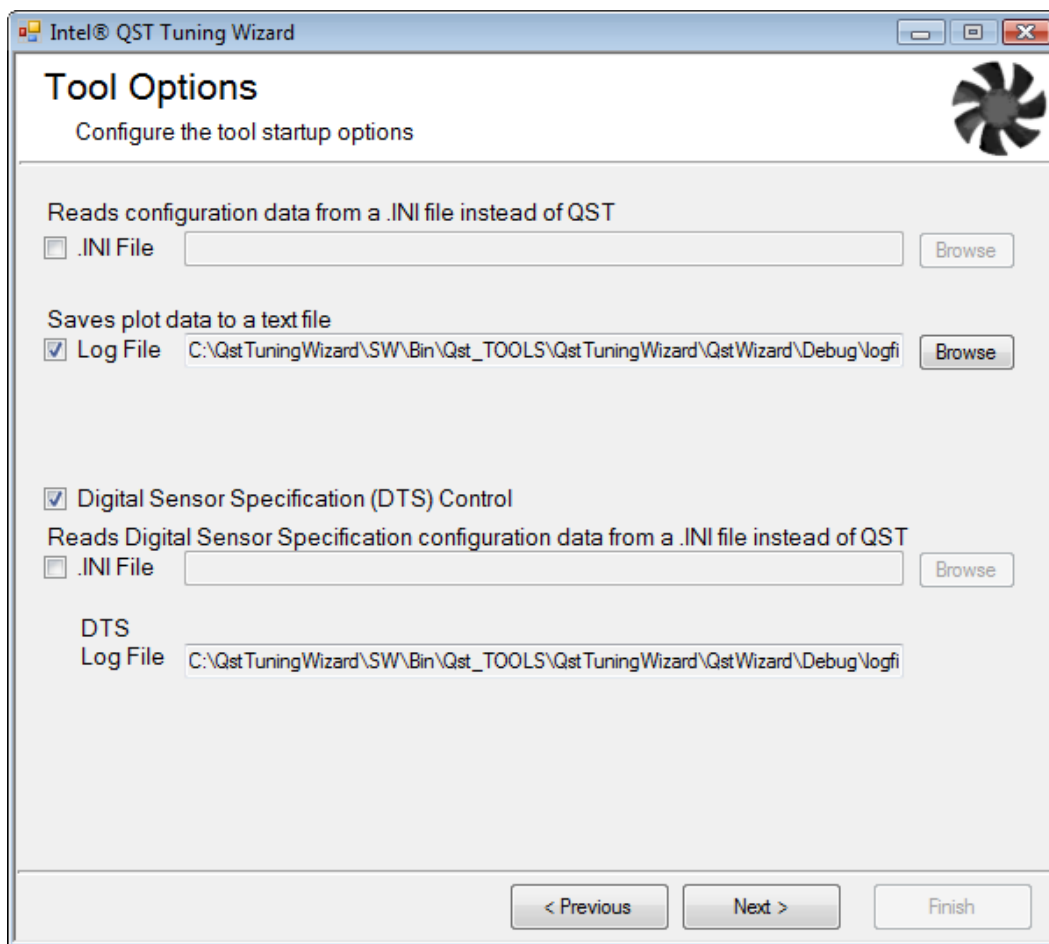 Intel® QST Tuning Wizard
Tool Options
Configure the tool startup options
Reads configuration data from a .INI file instead of QST
.INI File
Browse
Saves plot data to a text file
Log File C:\QstTuningWizard\SW\Bin\Qst_TOOLS\QstTuningWizard\QstWizard\Debug\logfi Browse
Digital Sensor Specification (DTS) Control
Reads Digital Sensor Specification configuration data from a .INI file instead of QST
.INI File
Browse
DTS
Log File C:\QstTuningWizard\SW\Bin\Qst_TOOLS\QstTuningWizard\QstWizard\Debug\logfi
< Previous Next > Finish